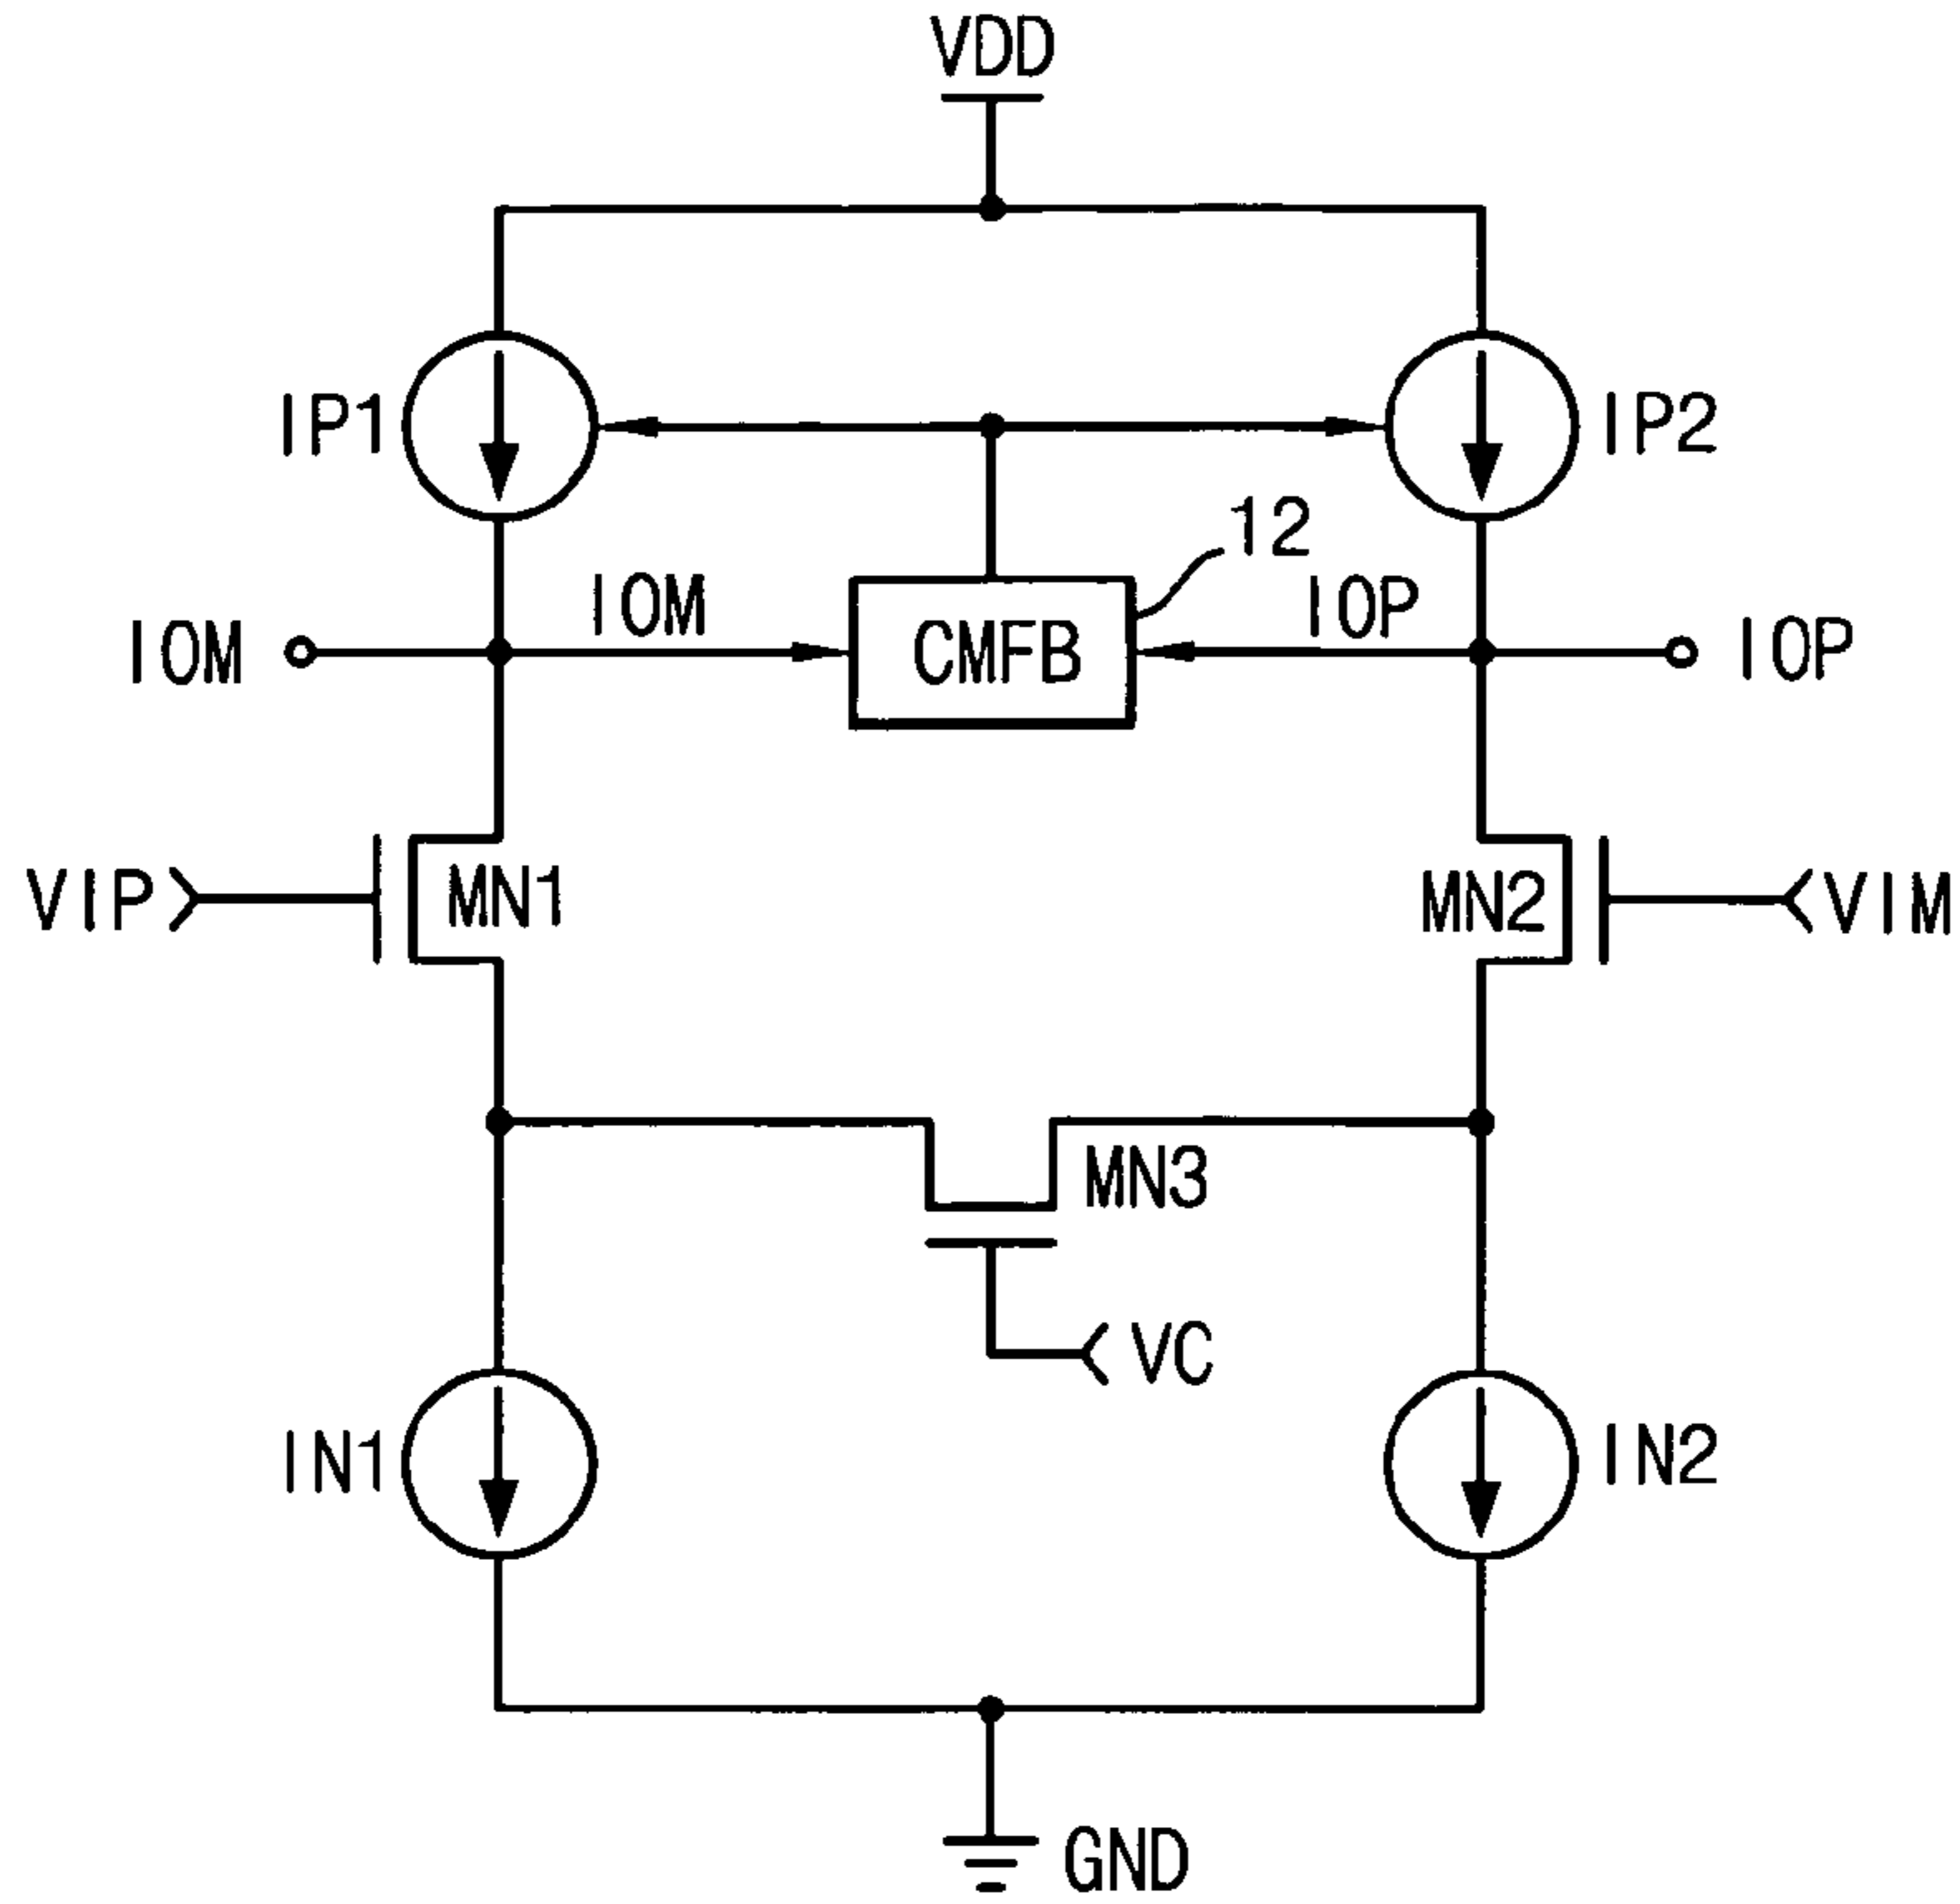 VDD
IP1
IP2
12
IOM
IOM
CMFB
IOP
IOP
VIP
MN1
MN2
VIM
MN3
VC
IN1
IN2
GND